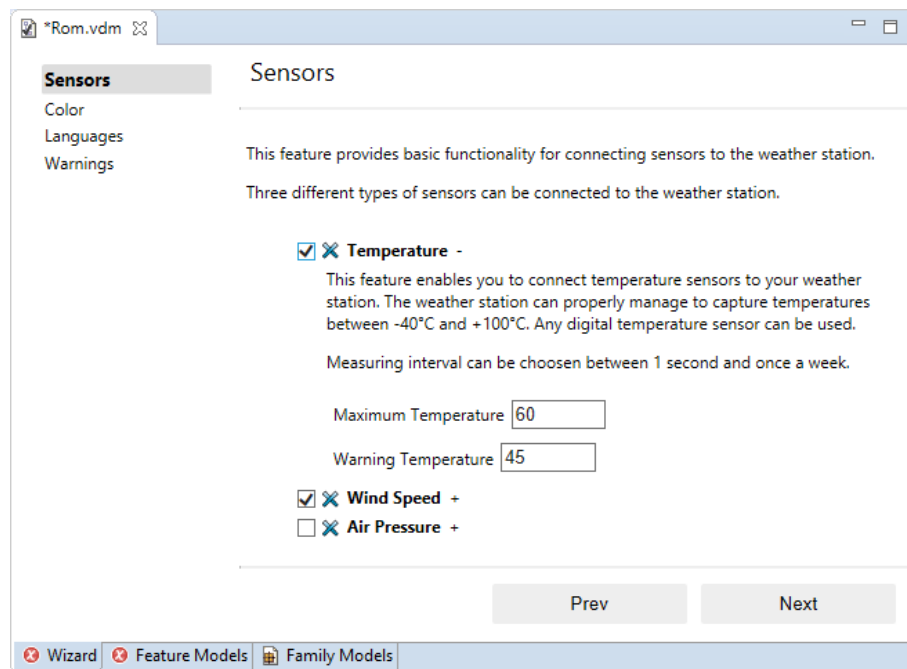 *Rom.vdm
Sensors
Color
Languages
Warnings
Sensors
This feature provides basic functionality for connecting sensors to the weather station.
Three different types of sensors can be connected to the weather station.
Temperature -
This feature enables you to connect temperature sensors to your weather
station. The weather station can properly manage to capture temperatures
between -40°C and +100°C. Any digital temperature sensor can be used.
Measuring interval can be choosen between 1 second and once a week.
Maximum Temperature 60
Warning Temperature 45
Wind Speed +
Air Pressure +
Prev Next
Wizard Feature Models Family Models